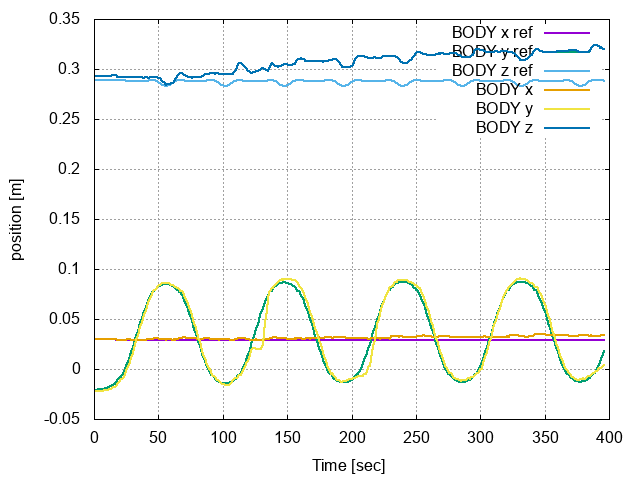 0.35
0.3
0.25
0.2
0.15
0.1
0.05
0
-0.05
0 50 100 150 200 250 300 350 400
position [m]
Time [sec]
BODY x ref
BODY y ref
BODY z ref
BODY x
BODY y
BODY z